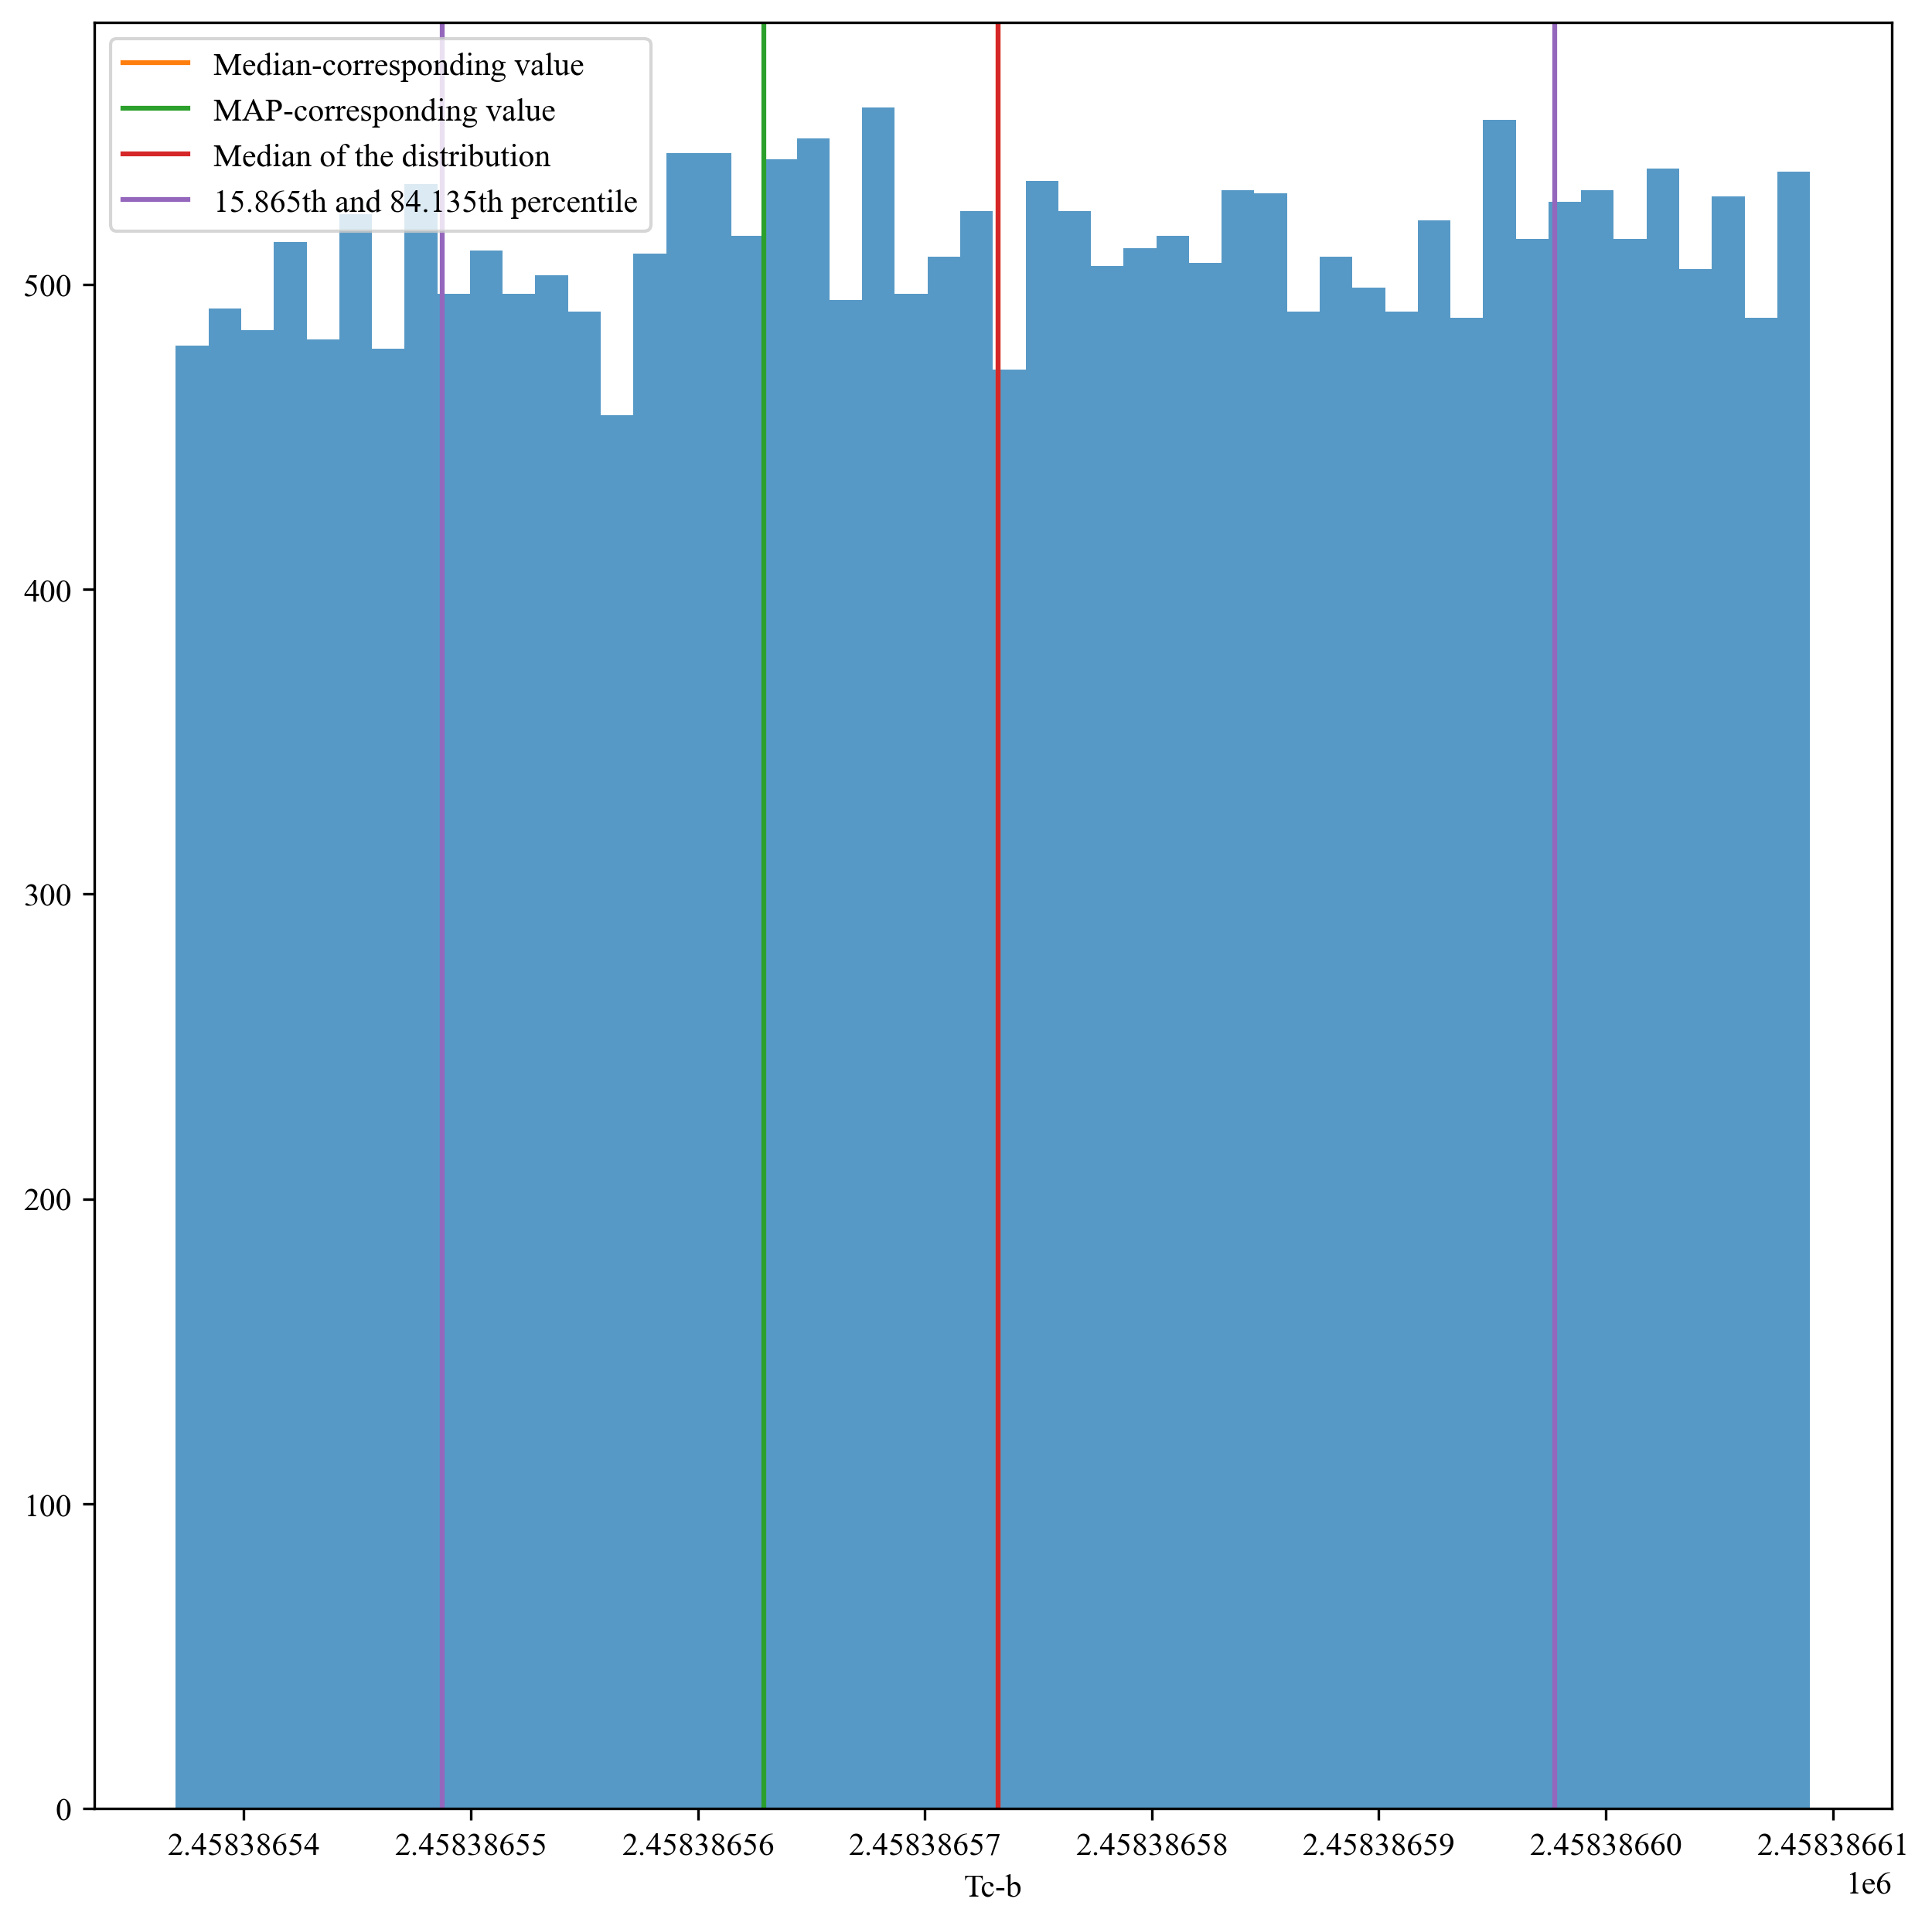 Median-corresponding value
MAP-corresponding value
Median of the distribution
15.865th and 84.135th percentile
500
400
300
200
100
0
2.45838654 2.45838655 2.45838656 2.45838657 2.45838658 2.45838659 2.45838660 2.45838661
Tc-b
1e6